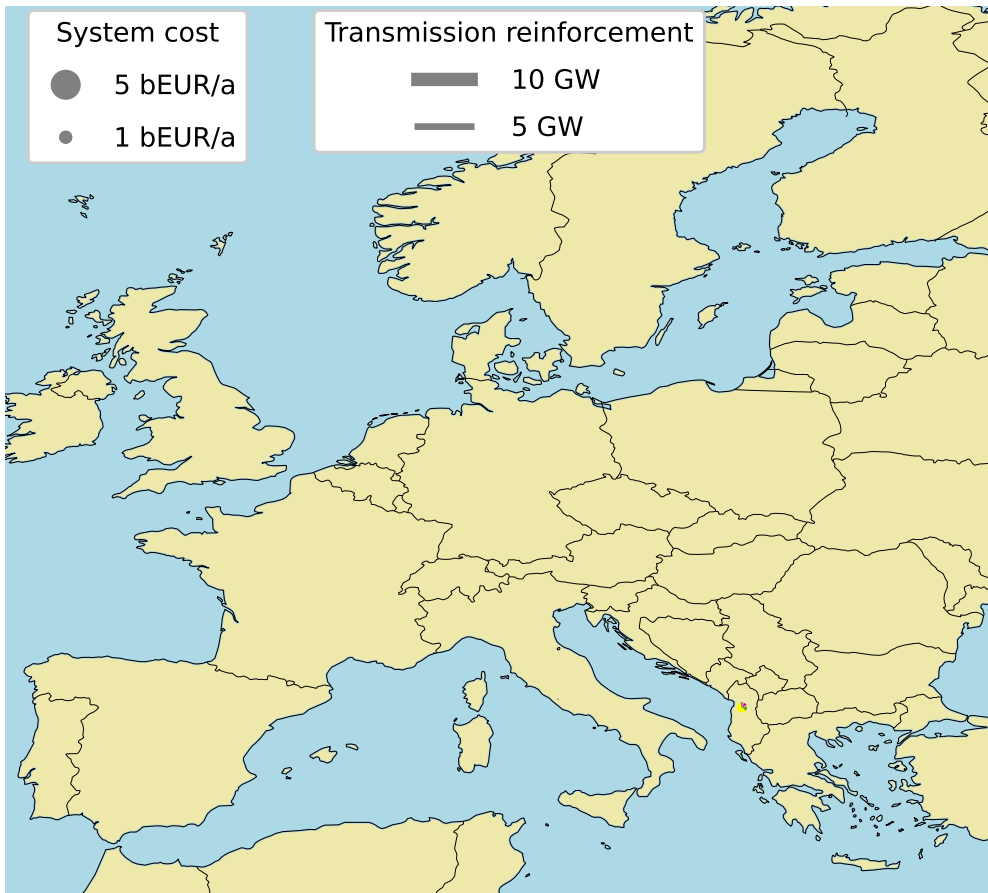 System cost
5 bEUR/a
1 bEUR/a
Transmission reinforcement
10 GW
5 GW